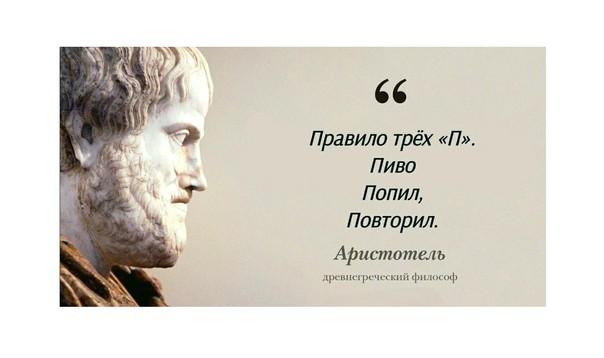 “
Правило трёх «П».
Пиво
Попил,
Повторил.
Аристотель
древнегреческий философ